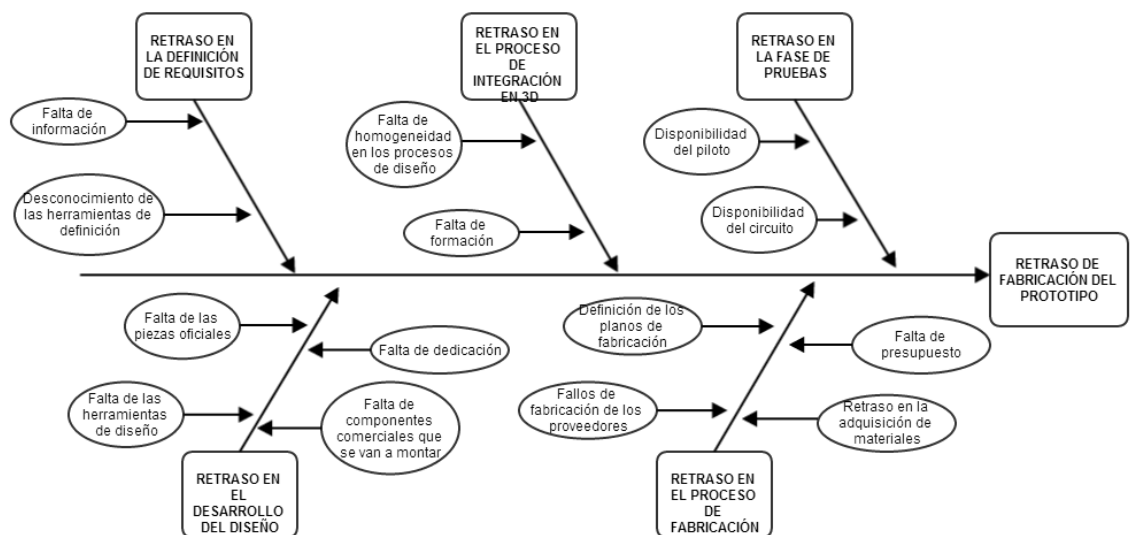 RETRASO EN
LA DEFINICIÓN
DE REQUISITOS
RETRASO EN
EL PROCESO
DE
INTEGRACIÓN
EN 3D
RETRASO EN
LA FASE DE
PRUEBAS
Falta de
información
Desconocimiento de
las herramientas de
definición
Falta de
homogeneidad
en los procesos
de diseño
Falta de
formación
Disponibilidad
del piloto
Disponibilidad
del circuito
RETRASO DE
FABRICACIÓN DEL
PROTOTIPO
Falta de las
piezas oficiales
Falta de dedicación
Falta de las
herramientas
de diseño
Falta de
componentes
comerciales que
se van a montar
Definición de los
planos de
fabricación
Falta de
presupuesto
Fallos de
fabricación de los
proveedores
Retraso en la
adquisición de
materiales
RETRASO EN
EL
DESARROLLO
DEL DISEÑO
RETRASO EN
EL PROCESO
DE
FABRICACIÓN